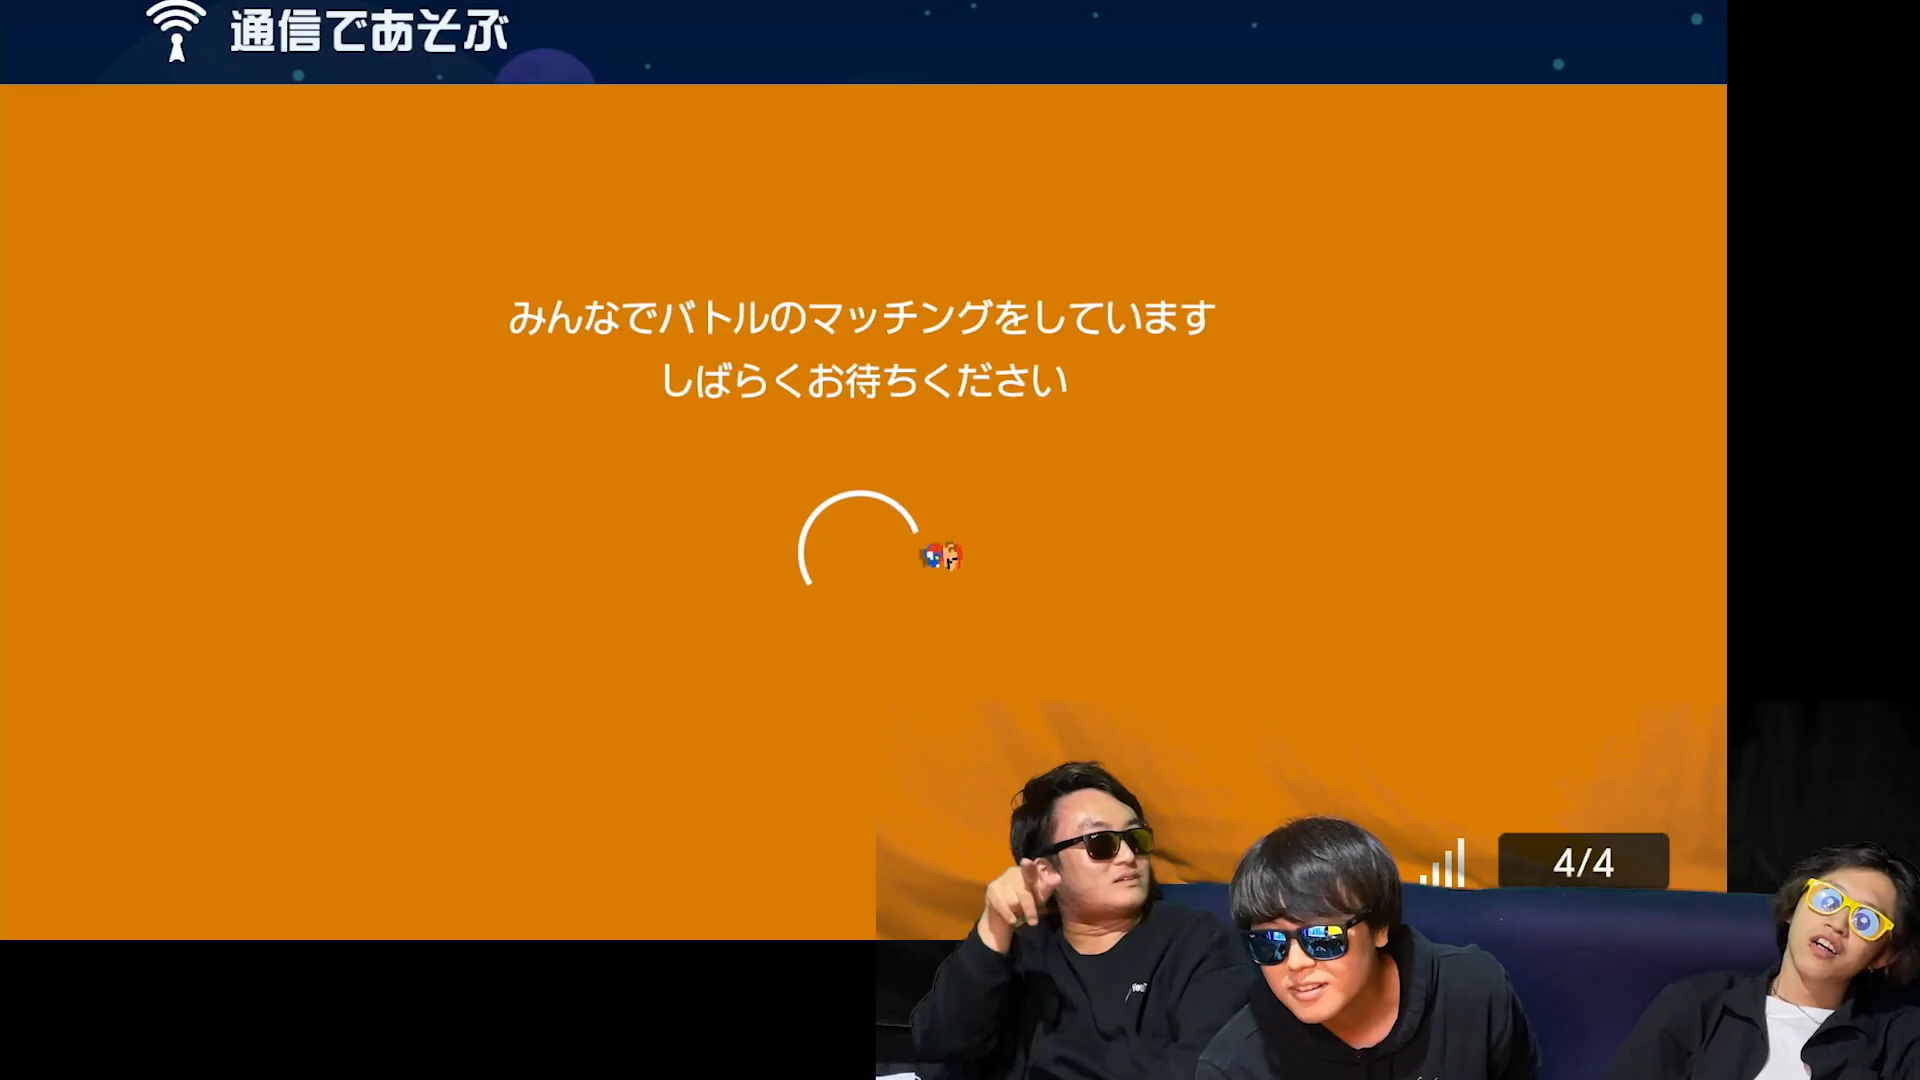 通信であそぶ
みんなでバトルのマッチングをしています
しばらくお待ちください
4/4